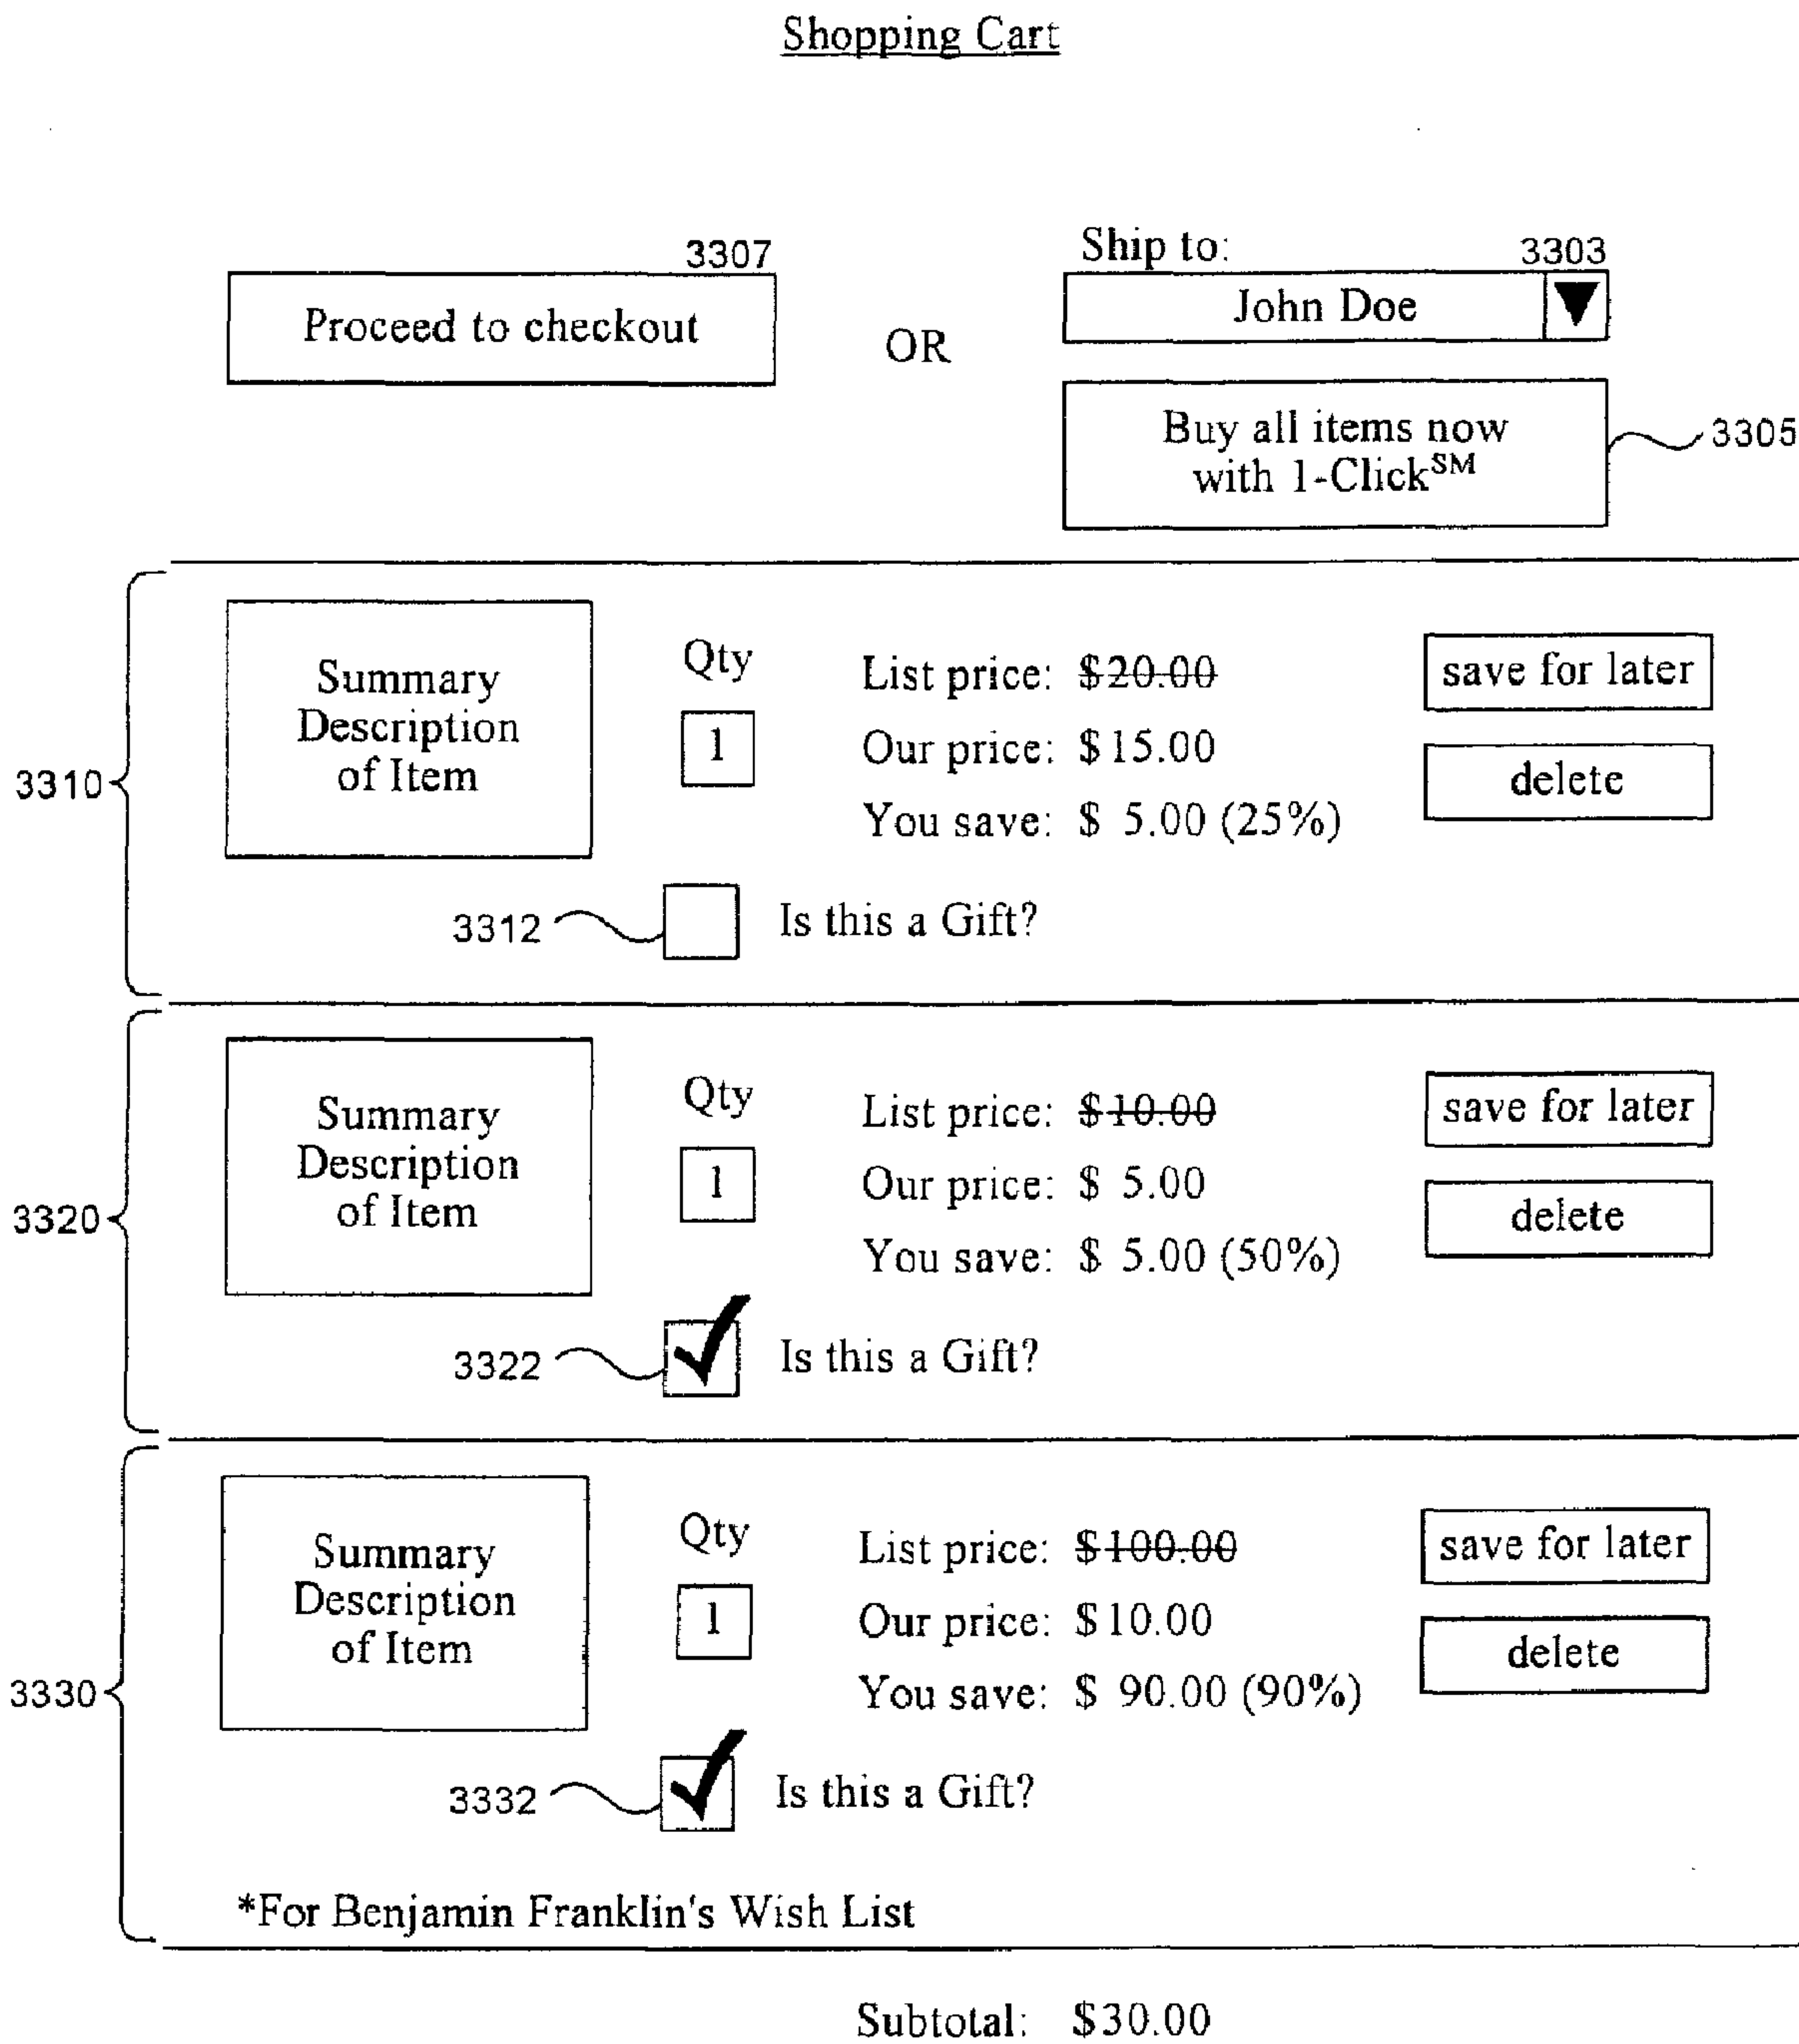 Shopping Cart
3307
Proceed to checkout
OR
Ship to:
3303
John Doe
Buy all items now
with 1-Click℠
3305
3310
Summary
Description
of Item
Qty
1
List price: $20.00
Our price: $15.00
You save: $ 5.00 (25%)
save for later
delete
3312
Is this a Gift?
3320
Summary
Description
of Item
Qty
1
List price: $10.00
Our price: $ 5.00
You save: $ 5.00 (50%)
save for later
delete
3322
Is this a Gift?
3330
Summary
Description
of Item
Qty
1
List price: $100.00
Our price: $10.00
You save: $ 90.00 (90%)
save for later
delete
3332
Is this a Gift?
*For Benjamin Franklin's Wish List
Subtotal: $30.00